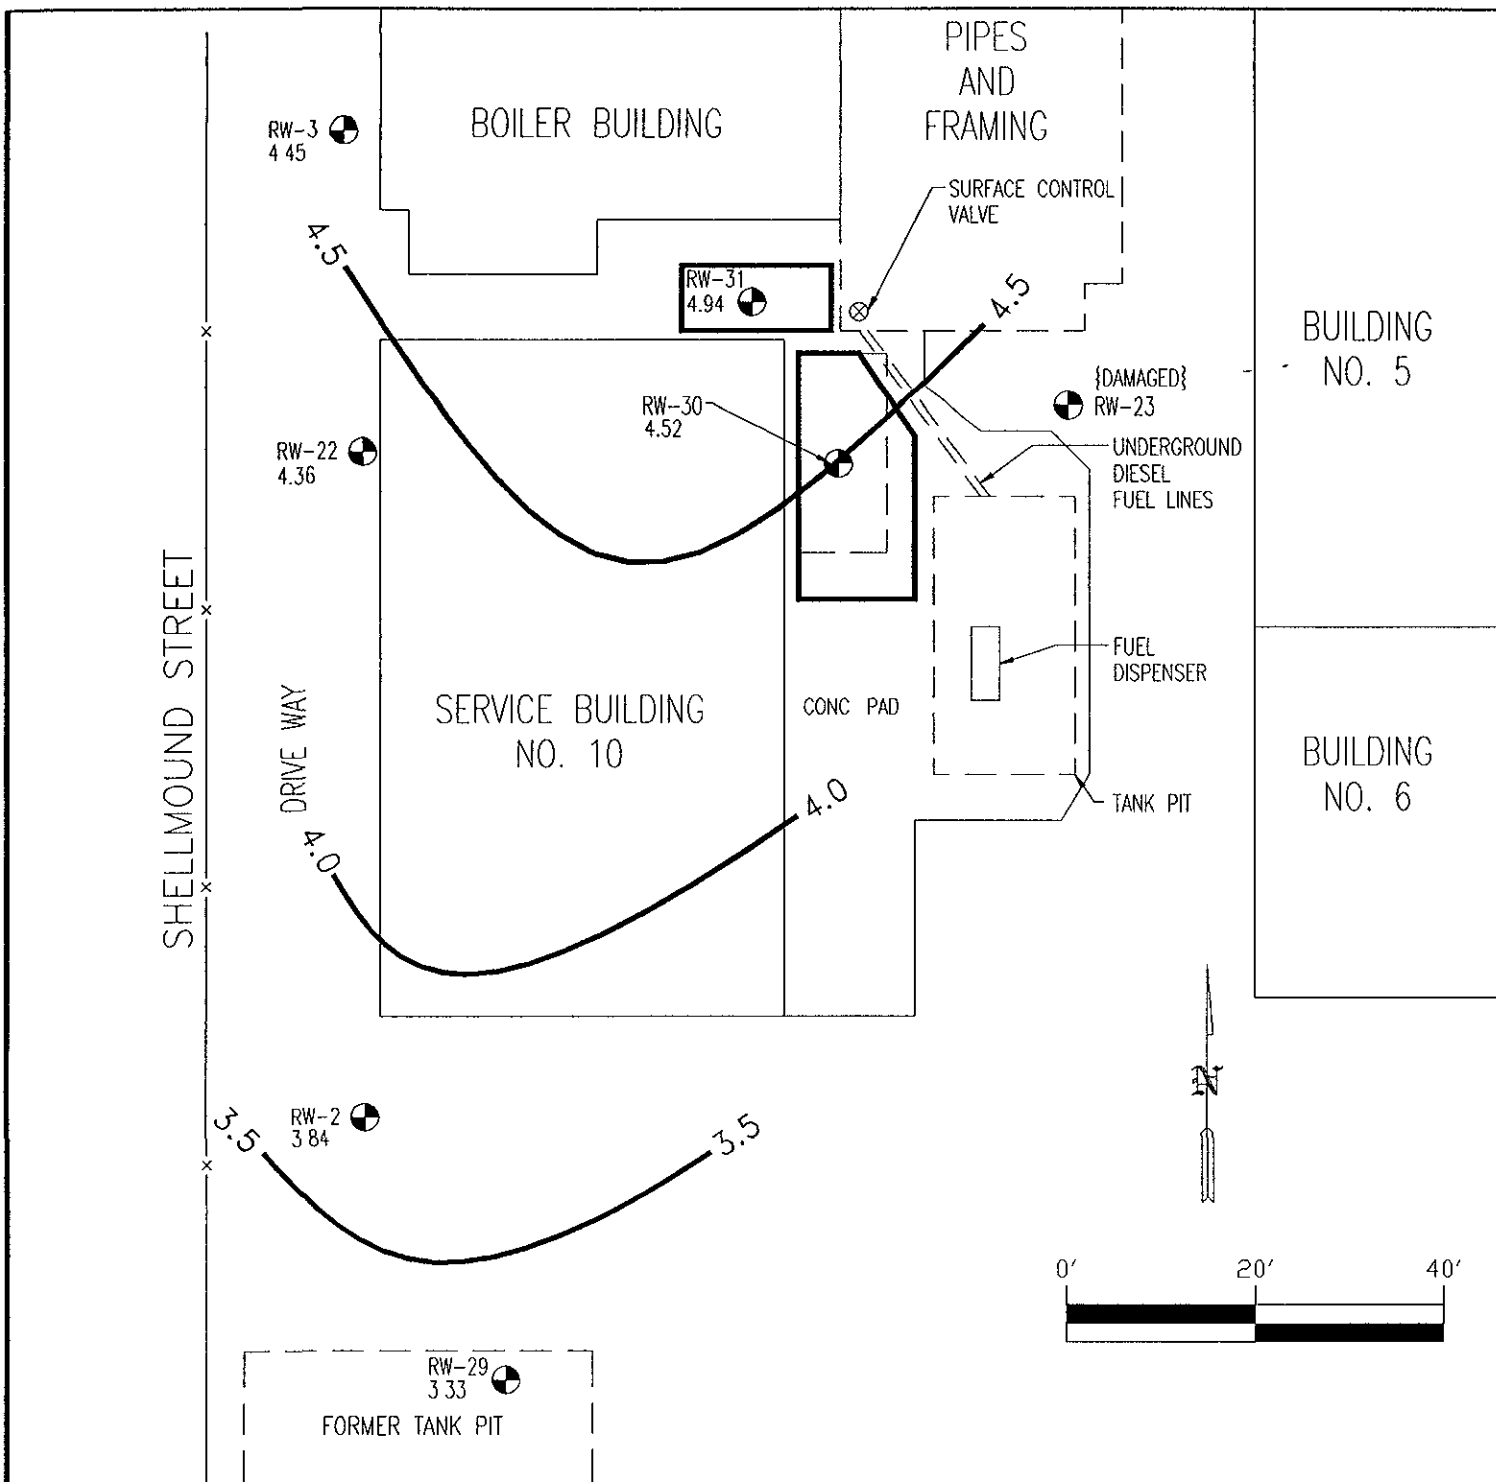 PIPES
AND
FRAMING
BOILER BUILDING
RW-3
4 45
SURFACE CONTROL
VALVE
4.5
RW-31
4.94
4.5
BUILDING
NO. 5
{DAMAGED}
RW-23
RW-30
4.52
RW-22
4.36
UNDERGROUND
DIESEL
FUEL LINES
SHELLMOUND STREET
DRIVE WAY
FUEL
DISPENSER
SERVICE BUILDING
NO. 10
CONC PAD
BUILDING
NO. 6
TANK PIT
4.0
4.0
N
RW-2
3 84
3.5
3.5
0' 20' 40'
RW-29
3 33
FORMER TANK PIT